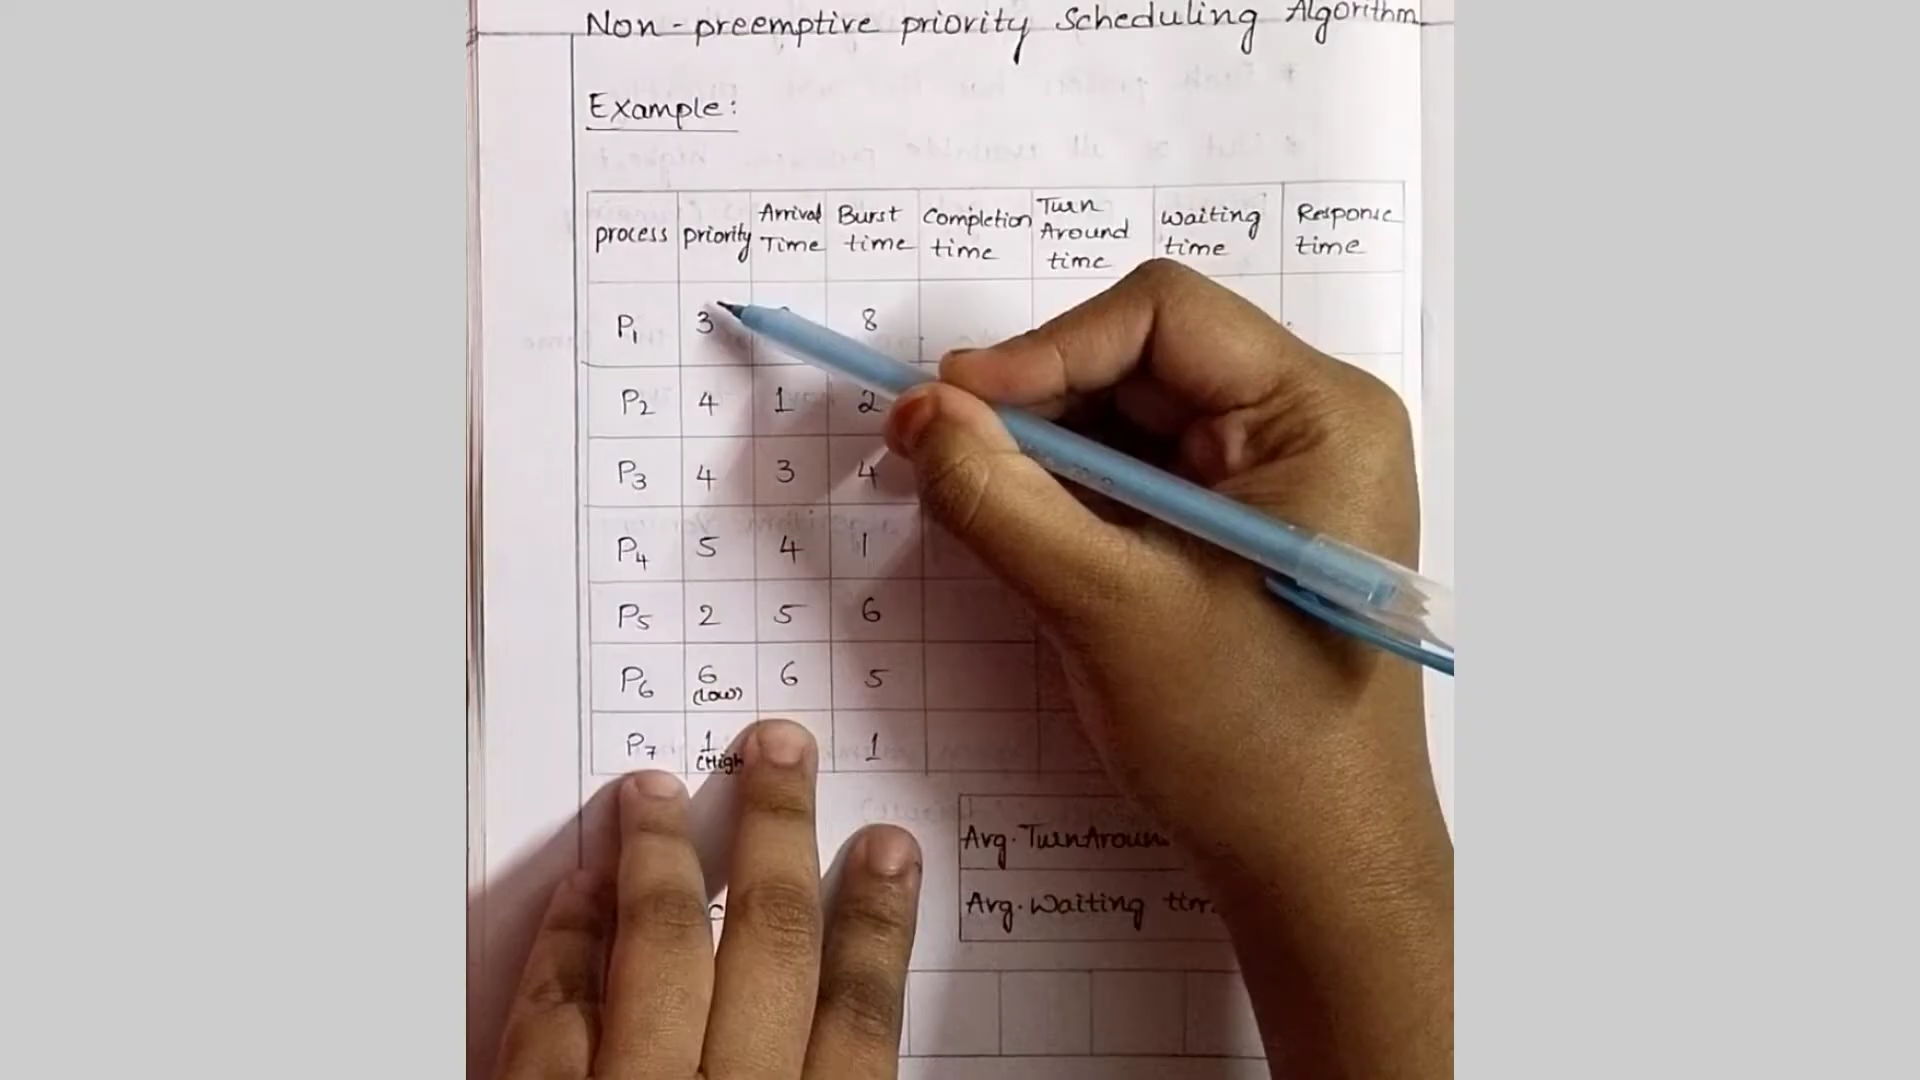 Non-preemptive priority Scheduling Algorithm
Example:
process priority Arrival Time Burst time Completion time Turn Around time waiting time Response time
P1 3 8
P2 4 1 2
P3 4 3 4
P4 5 4 1
P5 2 5 6
P6 6 (Low) 6 5
P7 1 (High 1
Avg. TurnAroun
Avg. Waiting